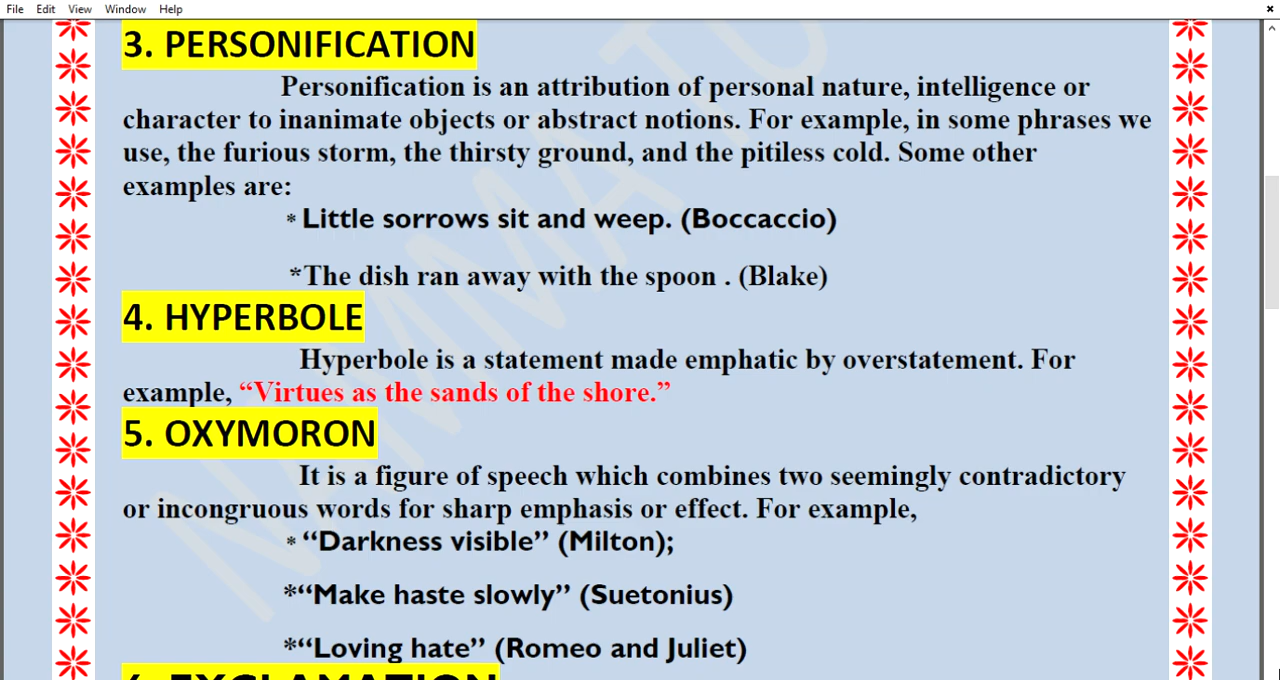 File Edit View Window Help
3. PERSONIFICATION
Personification is an attribution of personal nature, intelligence or
character to inanimate objects or abstract notions. For example, in some phrases we
use, the furious storm, the thirsty ground, and the pitiless cold. Some other
examples are:
* Little sorrows sit and weep. (Boccaccio)
*The dish ran away with the spoon . (Blake)
4. HYPERBOLE
Hyperbole is a statement made emphatic by overstatement. For
example, “Virtues as the sands of the shore.”
5. OXYMORON
It is a figure of speech which combines two seemingly contradictory
or incongruous words for sharp emphasis or effect. For example,
* “Darkness visible” (Milton);
*“Make haste slowly” (Suetonius)
*“Loving hate” (Romeo and Juliet)
6. EXCLAMATION